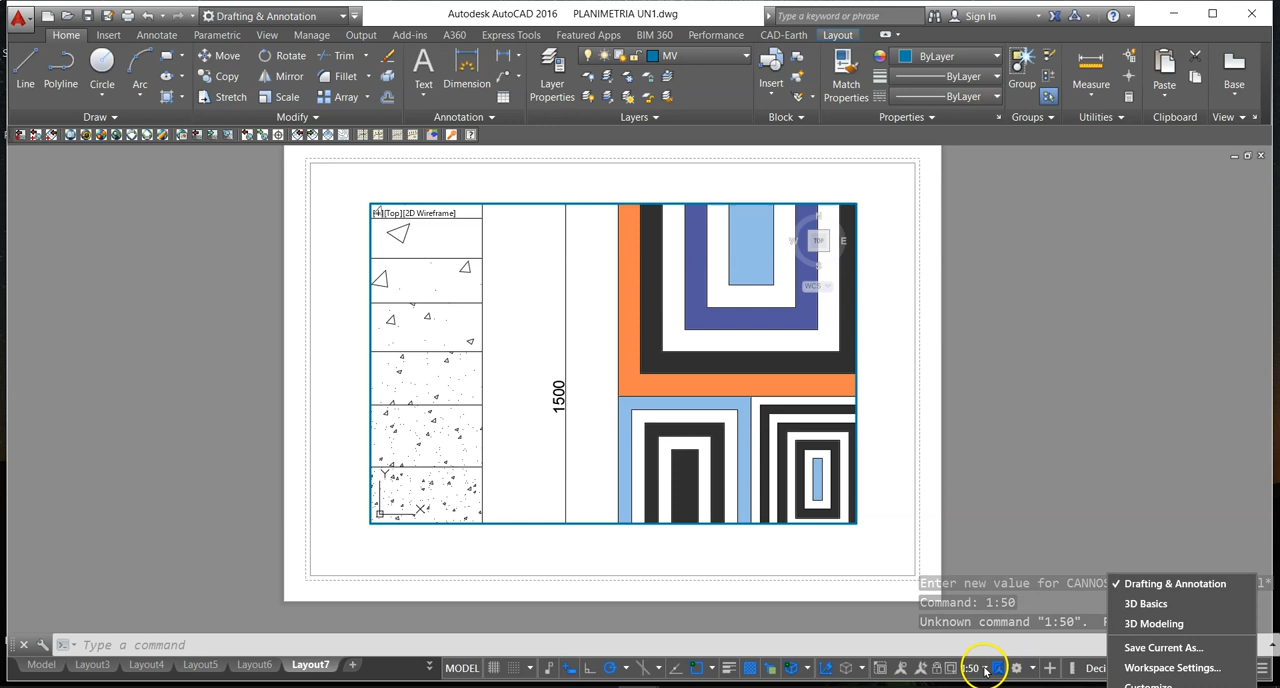 Drafting & Annotation
Autodesk AutoCAD 2016 PLANIMETRIA UN1.dwg
Type a keyword or phrase
Sign In
Home Insert Annotate Parametric View Manage Output Add-ins A360 Express Tools Featured Apps BIM 360 Performance CAD-Earth Layout
Line Polyline Circle Arc
Move Rotate Trim
Copy Mirror Fillet
Stretch Scale Array
Text Dimension
Layer Properties
MV
Insert
Match Properties
ByLayer
ByLayer
ByLayer
Group
Measure
Paste
Base
Draw Modify Annotation Layers Block Properties Groups Utilities Clipboard View
[Top][2D Wireframe]
N
W TOP E
S
WCS
1500
Y
X
Enter new value for CANNOS
Command: 1:50
Unknown command "1:50".
Drafting & Annotation
3D Basics
3D Modeling
Save Current As...
Workspace Settings...
Customize
Type a command
Model Layout3 Layout4 Layout5 Layout6 Layout7 +
MODEL
1:50
Deci